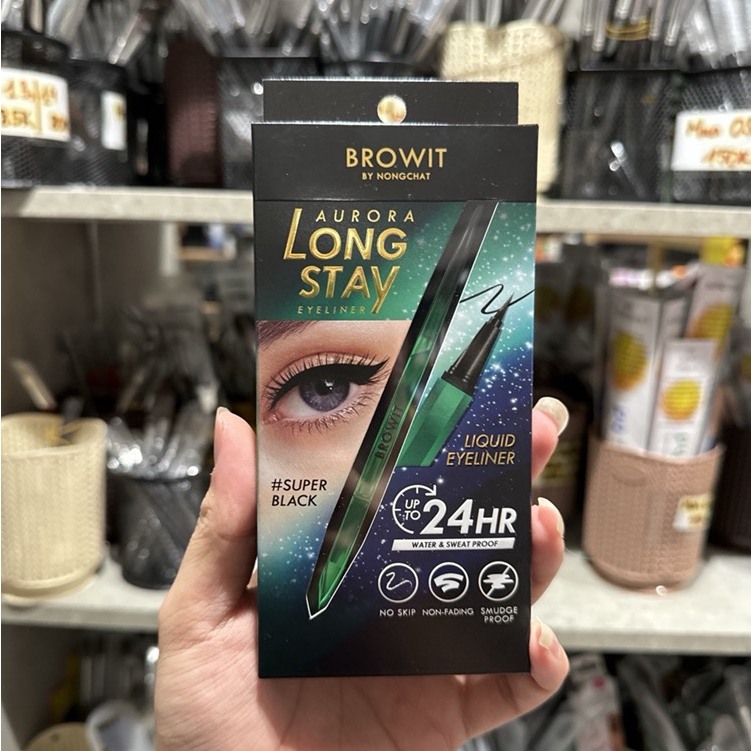 BROWIT
BY NONGCHAT
AURORA
LONG
STAY
EYELINER
BROWIT
LIQUID
EYELINER
#SUPER
BLACK
UP
TO
24HR
WATER & SWEAT PROOF
NO SKIP
NON-FADING
SMUDGE
PROOF